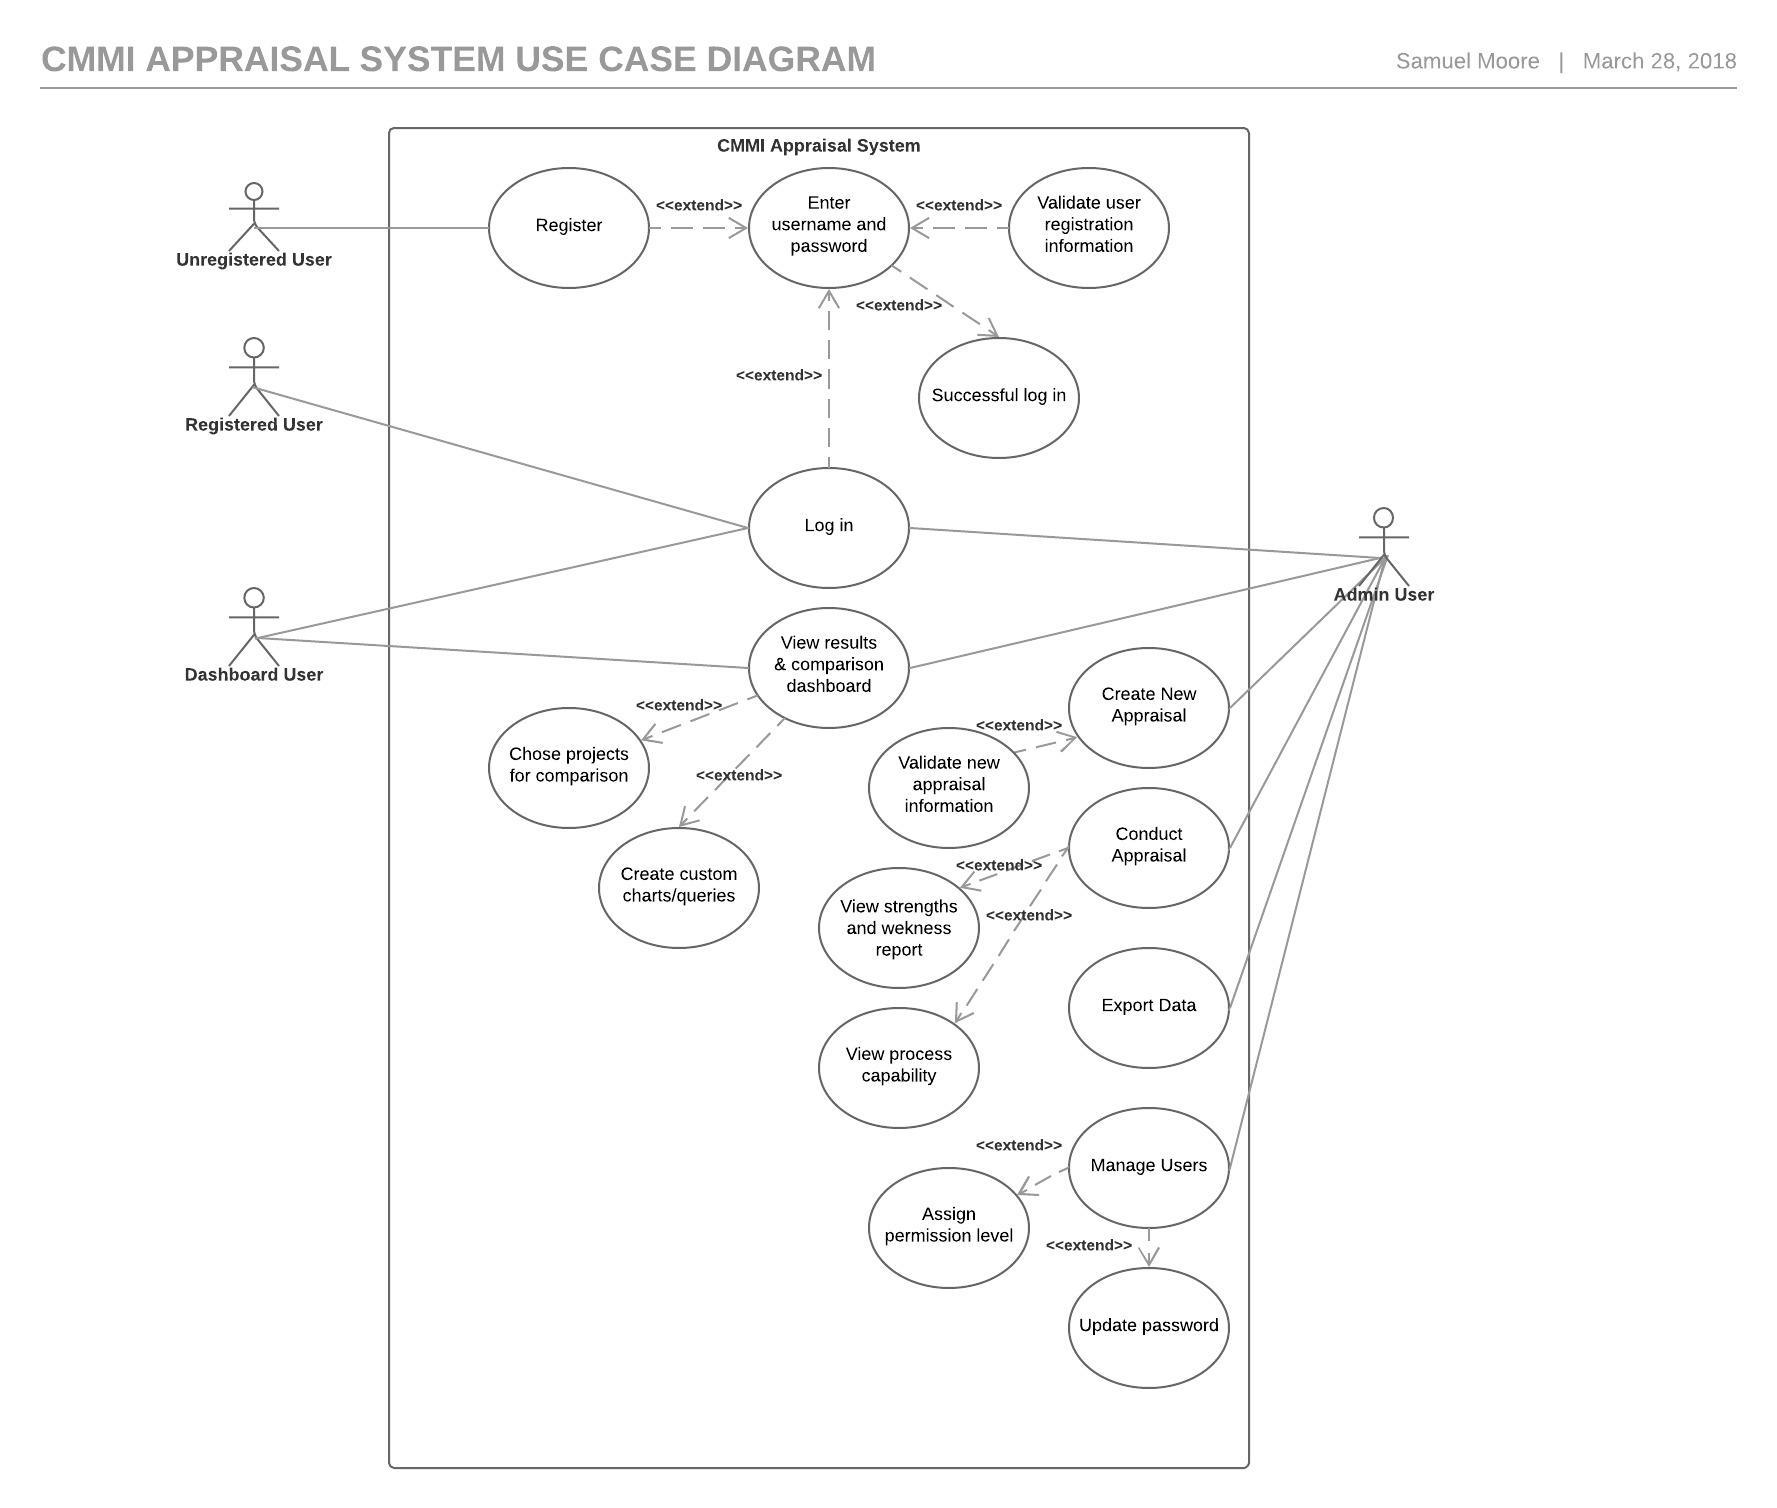 CMMI APPRAISAL SYSTEM USE CASE DIAGRAM
Samuel Moore | March 28, 2018
CMMI Appraisal System
Unregistered User
Register
<<extend>>
Enter
username and
password
<<extend>>
Validate user
registration
information
<<extend>>
Successful log in
<<extend>>
Registered User
Log in
Admin User
Dashboard User
View results
& comparison
dashboard
<<extend>>
Chose projects
for comparison
<<extend>>
Create custom
charts/queries
Create New
Appraisal
<<extend>>
Validate new
appraisal
information
Conduct
Appraisal
<<extend>>
View strengths
and wekness
report
<<extend>>
View process
capability
Export Data
Manage Users
<<extend>>
Assign
permission level
<<extend>>
Update password